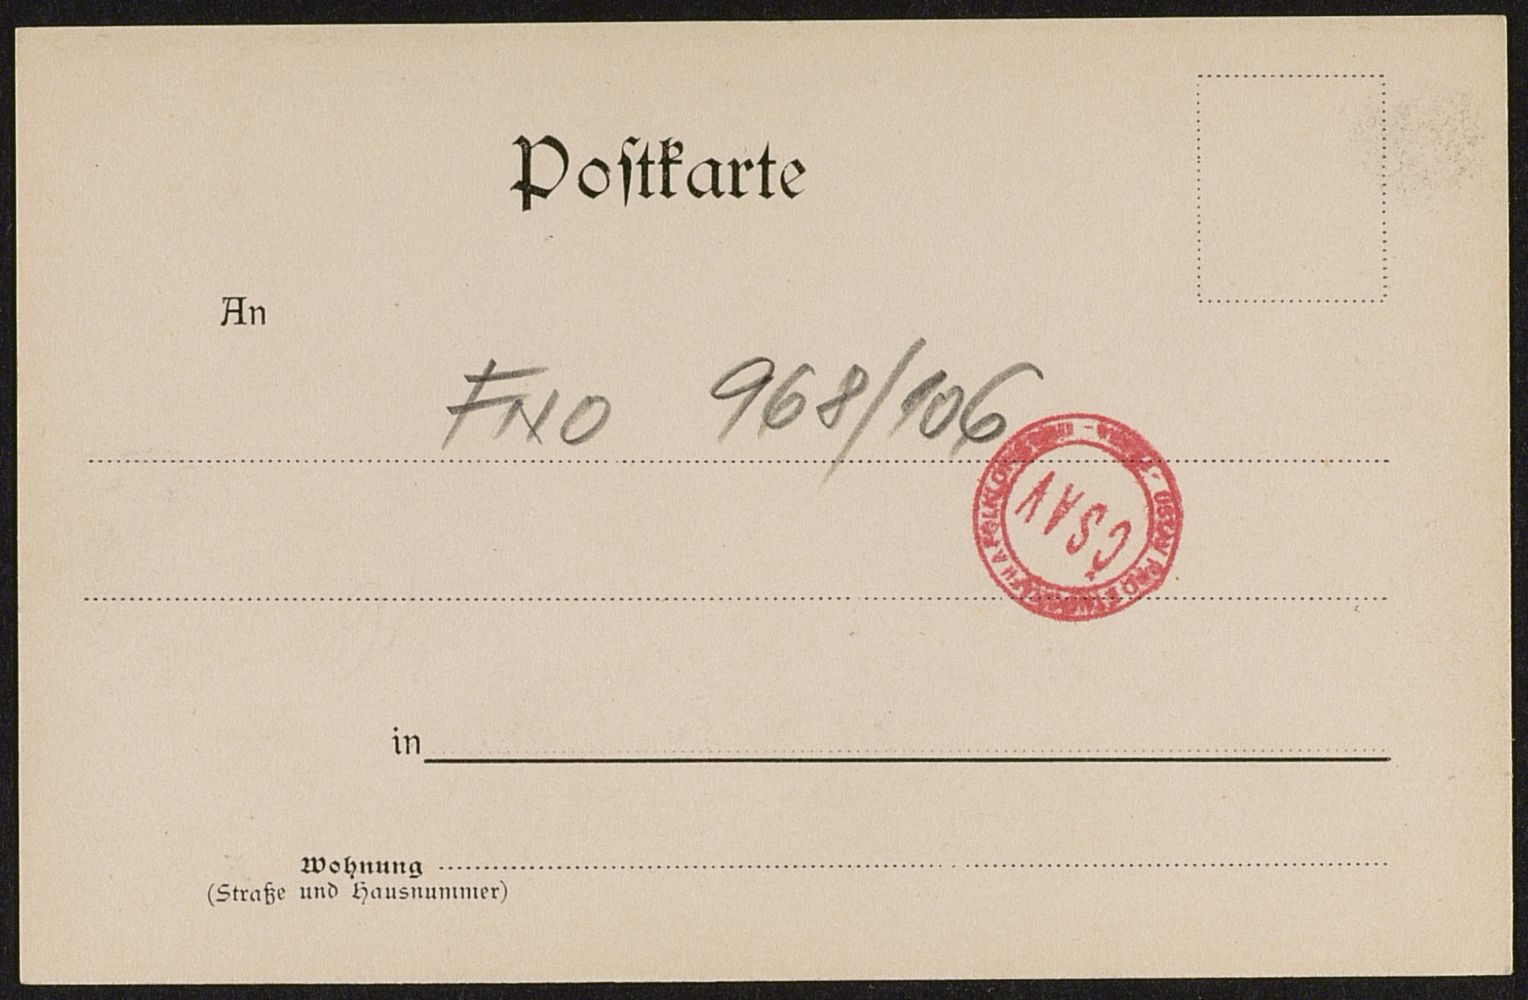 Poſtkarte
An
FNO 968/106
ČSAV
in
Wohnung
(Straße und Hausnummer)